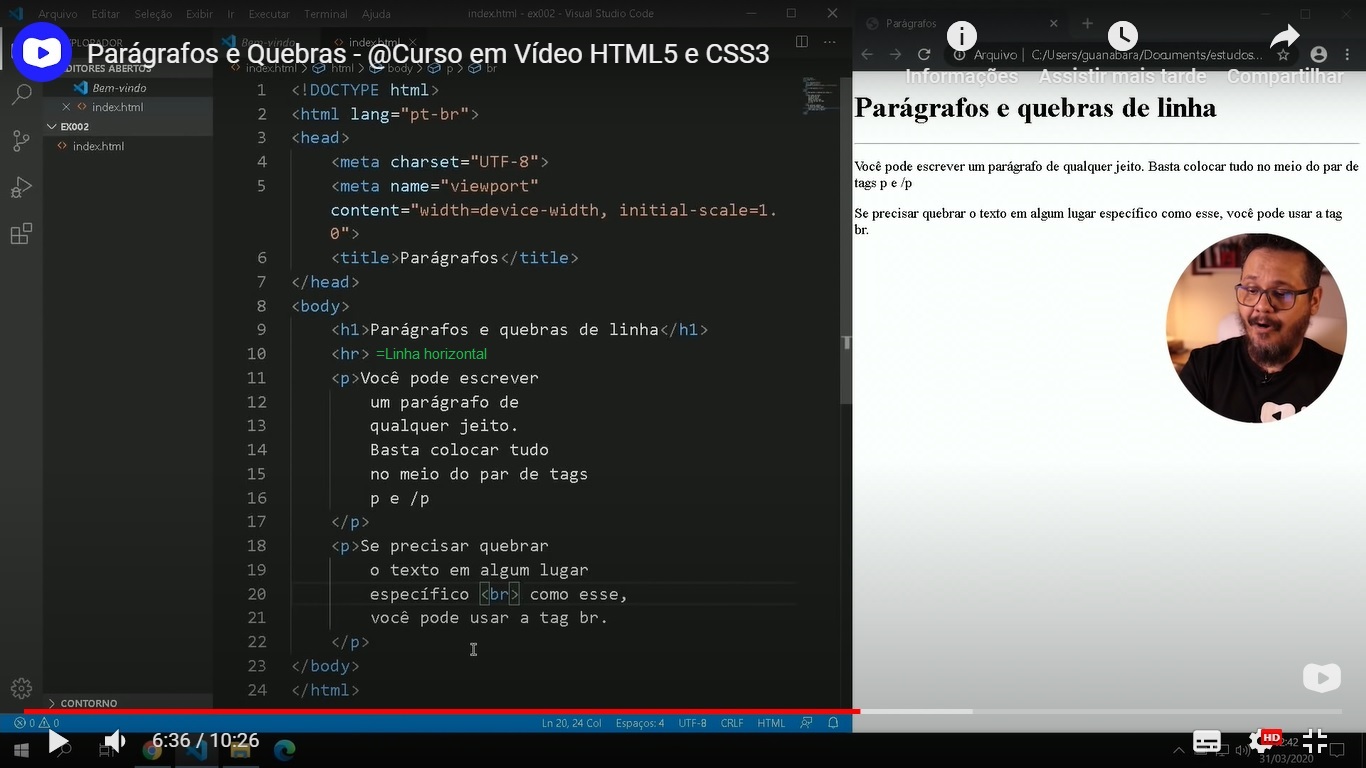 Arquivo Editar Seleção Exibir Ir Executar Terminal Ajuda
index.html - ex002 - Visual Studio Code
Parágrafos e Quebras - @Curso em Vídeo HTML5 e CSS3
EDITORES ABERTOS
Bem-vindo
index.html
EX002
index.html
CONTORNO
Bem-vindo
index.html
index.html > html > body > p > br
1 <!DOCTYPE html>
2 <html lang="pt-br">
3 <head>
4 <meta charset="UTF-8">
5 <meta name="viewport"
content="width=device-width, initial-scale=1.
0">
6 <title>Parágrafos</title>
7 </head>
8 <body>
9 <h1>Parágrafos e quebras de linha</h1>
10 <hr> =Linha horizontal
11 <p>Você pode escrever
12 um parágrafo de
13 qualquer jeito.
14 Basta colocar tudo
15 no meio do par de tags
16 p e /p
17 </p>
18 <p>Se precisar quebrar
19 o texto em algum lugar
20 específico <br> como esse,
21 você pode usar a tag br.
22 </p>
23 </body>
24 </html>
0 0
Ln 20, 24 Col
Espaços: 4
UTF-8
CRLF
HTML
Parágrafos
Arquivo | C:/Users/guanabara/Documents/estudos...
Informações
Assistir mais tarde
Compartilhar
Parágrafos e quebras de linha
Você pode escrever um parágrafo de qualquer jeito. Basta colocar tudo no meio do par de
tags p e /p
Se precisar quebrar o texto em algum lugar específico como esse, você pode usar a tag
br.
6:36 / 10:26
HD
31/03/2020